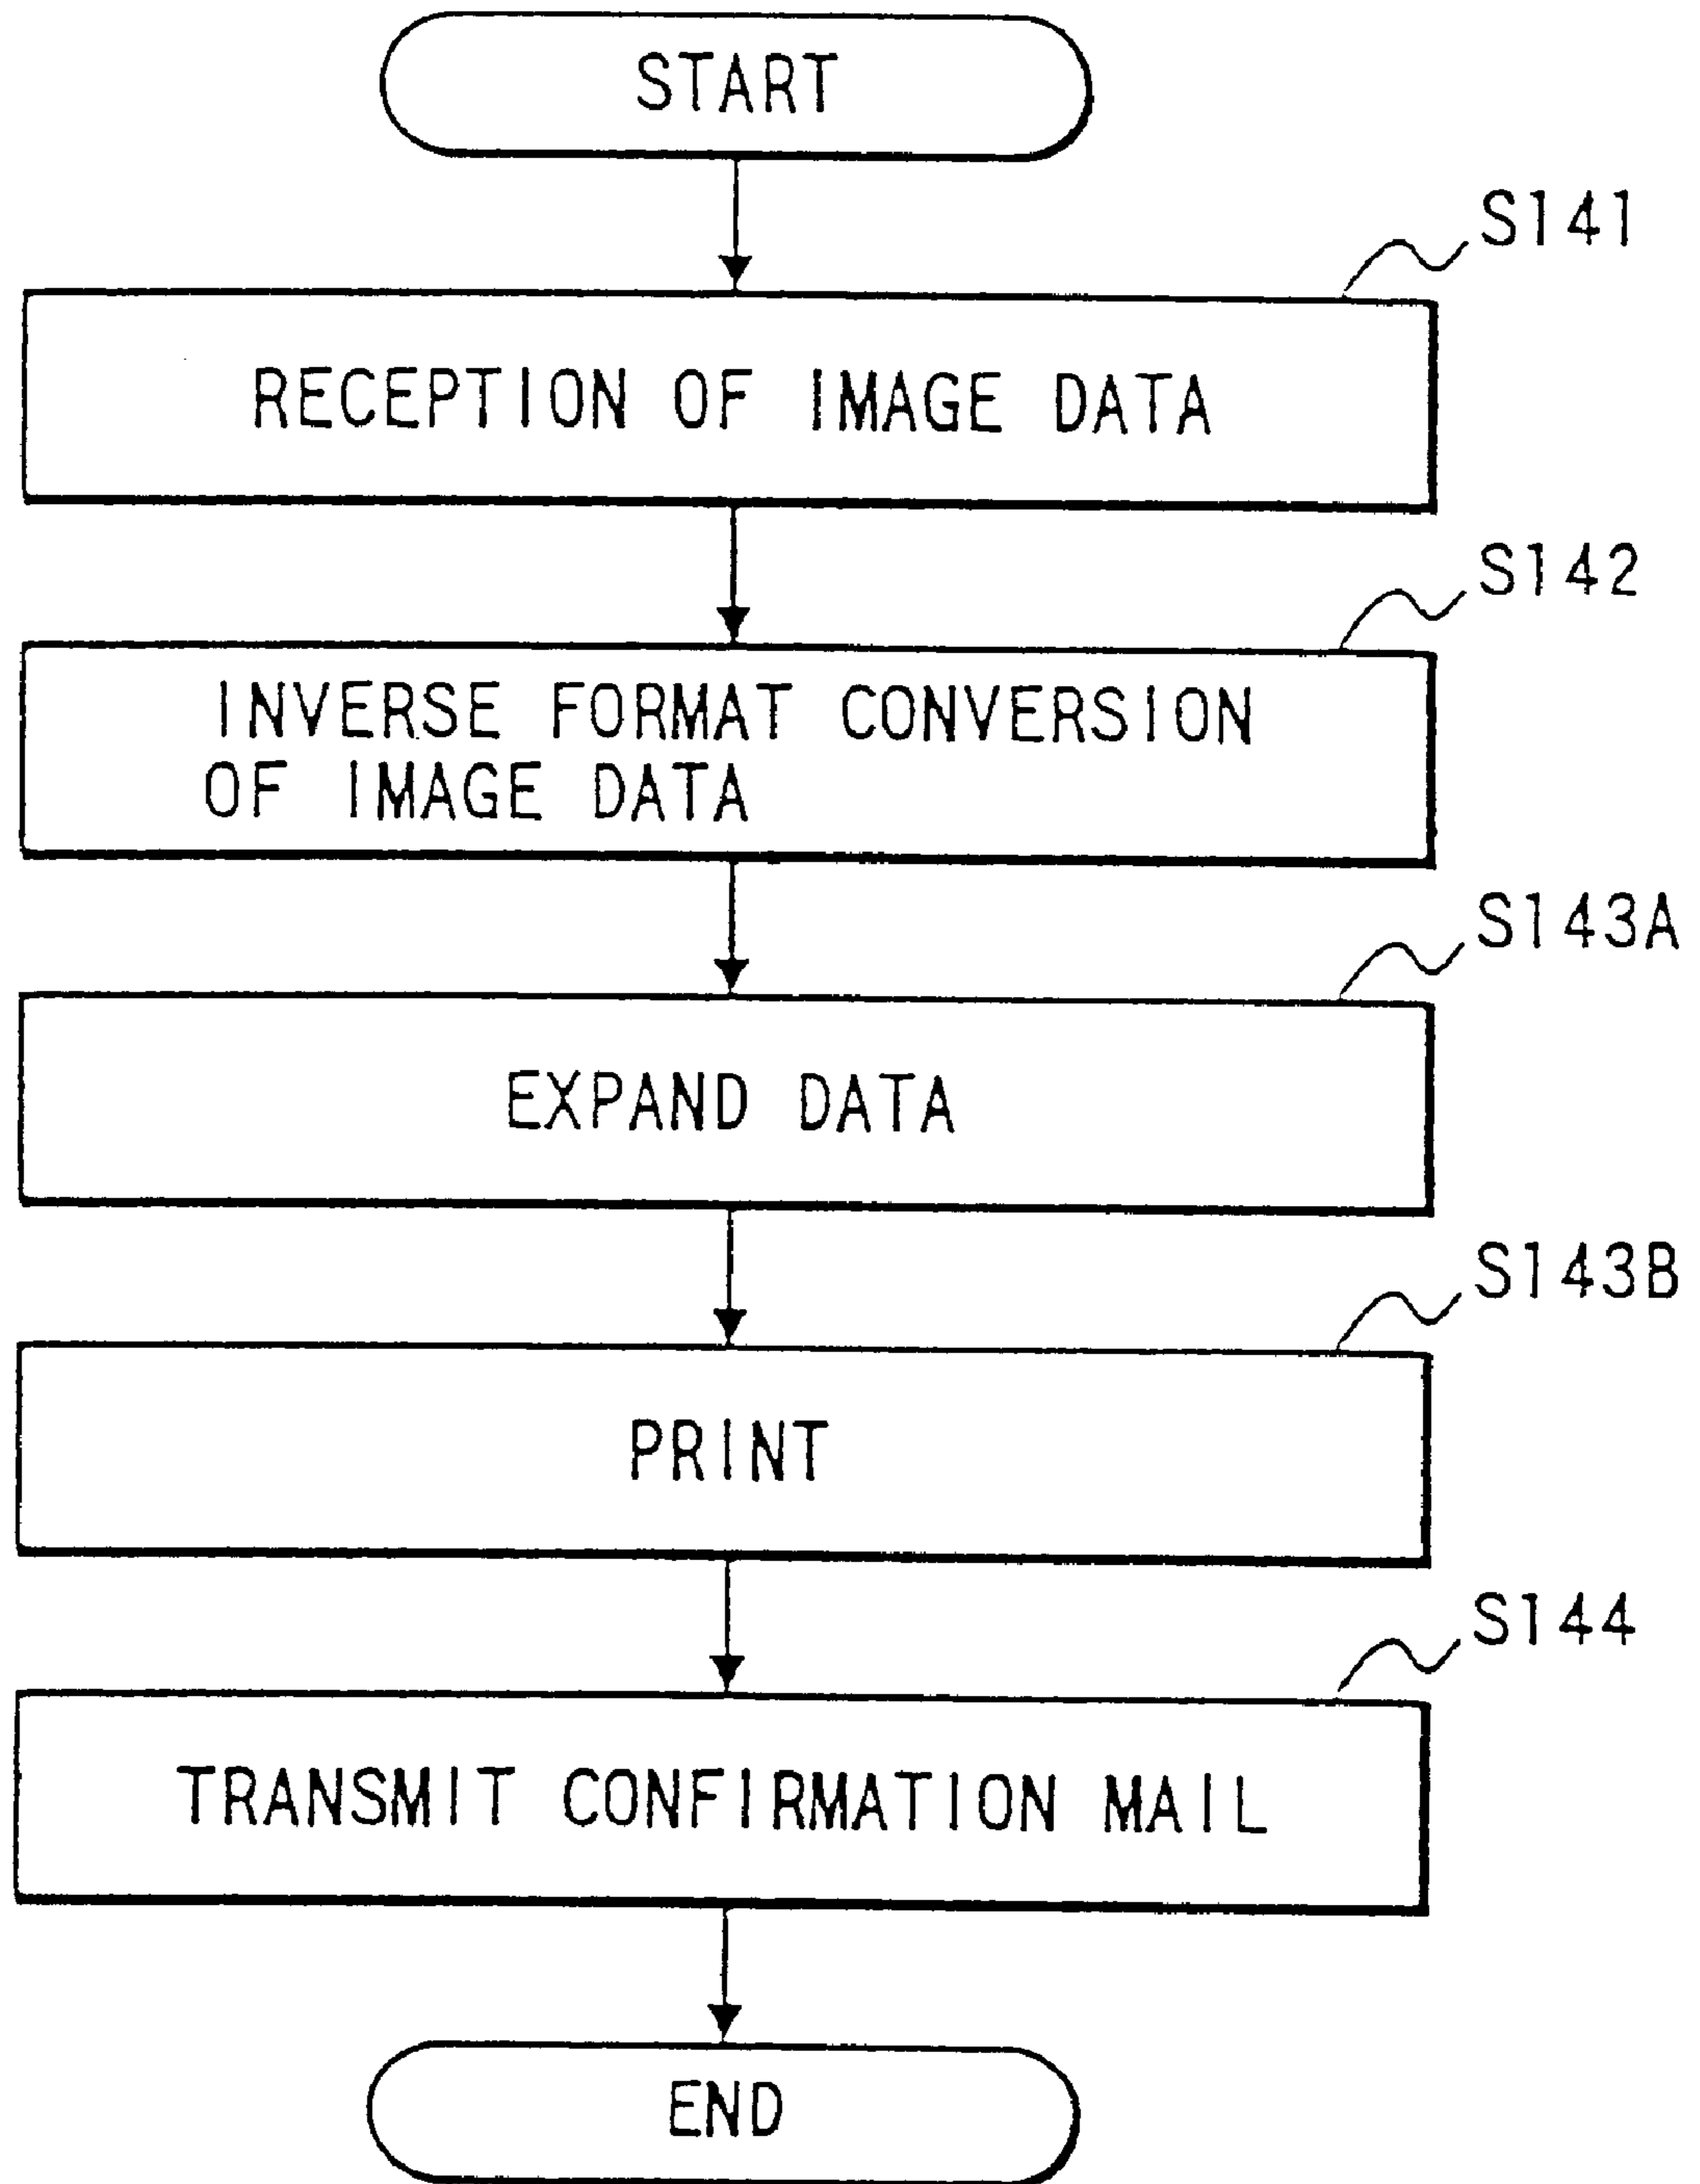 START
S141
RECEPTION OF IMAGE DATA
S142
INVERSE FORMAT CONVERSION
OF IMAGE DATA
S143A
EXPAND DATA
S143B
PRINT
S144
TRANSMIT CONFIRMATION MAIL
END